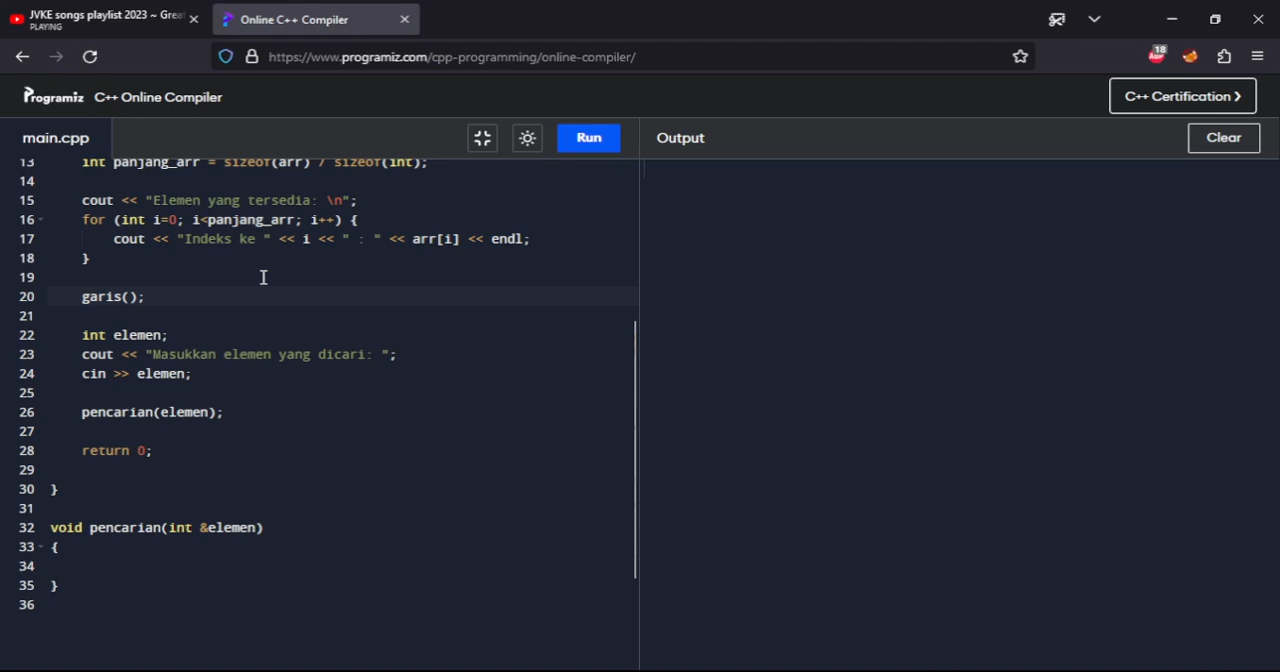 JVKE songs playlist 2023 ~ Great
PLAYING
Online C++ Compiler
https://www.programiz.com/cpp-programming/online-compiler/
18
Programiz C++ Online Compiler
C++ Certification ❯
main.cpp
Run
Output
Clear
13 int panjang_arr = sizeof(arr) / sizeof(int);
14
15 cout << "Elemen yang tersedia: \n";
16 for (int i=0; i<panjang_arr; i++) {
17 cout << "Indeks ke " << i << " : " << arr[i] << endl;
18 }
19
20 garis();
21
22 int elemen;
23 cout << "Masukkan elemen yang dicari: ";
24 cin >> elemen;
25
26 pencarian(elemen);
27
28 return 0;
29
30 }
31
32 void pencarian(int &elemen)
33 {
34
35 }
36